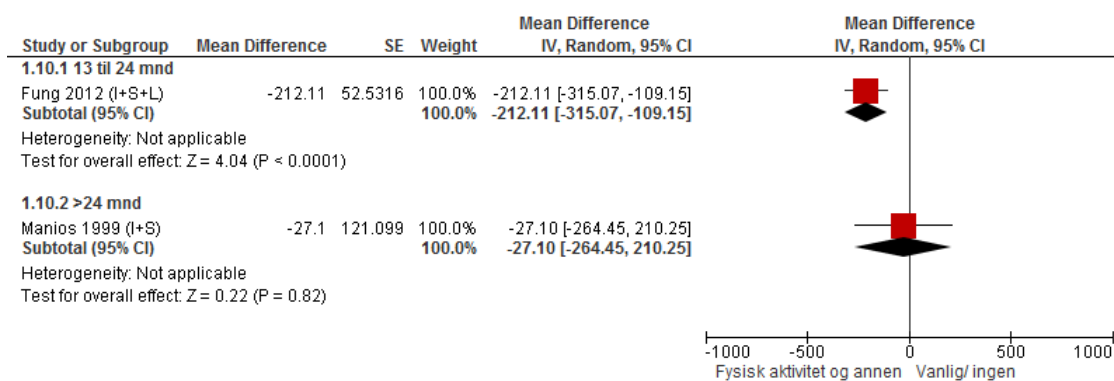 Mean Difference Mean Difference
Study or Subgroup Mean Difference SE Weight IV, Random, 95% CI IV, Random, 95% CI
1.10.1 13 til 24 mnd
Fung 2012 (I+S+L) -212.11 52.5316 100.0% -212.11 [-315.07, -109.15]
Subtotal (95% CI) 100.0% -212.11 [-315.07, -109.15]
Heterogeneity: Not applicable
Test for overall effect: Z = 4.04 (P < 0.0001)
1.10.2 >24 mnd
Manios 1999 (I+S) -27.1 121.099 100.0% -27.10 [-264.45, 210.25]
Subtotal (95% CI) 100.0% -27.10 [-264.45, 210.25]
Heterogeneity: Not applicable
Test for overall effect: Z = 0.22 (P = 0.82)
-1000 -500 0 500 1000
Fysisk aktivitet og annen Vanlig/ ingen